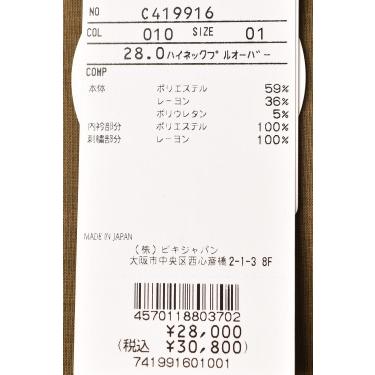 NO C419916
COL 010 SIZE 01
28.0ハイネックプルオーバー
COMP
本体 ポリエステル 59%
レーヨン 36%
ポリウレタン 5%
内衿部分 ポリエステル 100%
刺繍部分 レーヨン 100%
MADE IN JAPAN
(株)ビキジャパン
大阪市中央区西心斎橋2-1-3 8F
4570118803702
¥28,000
(税込 ¥30,800)
741991601001